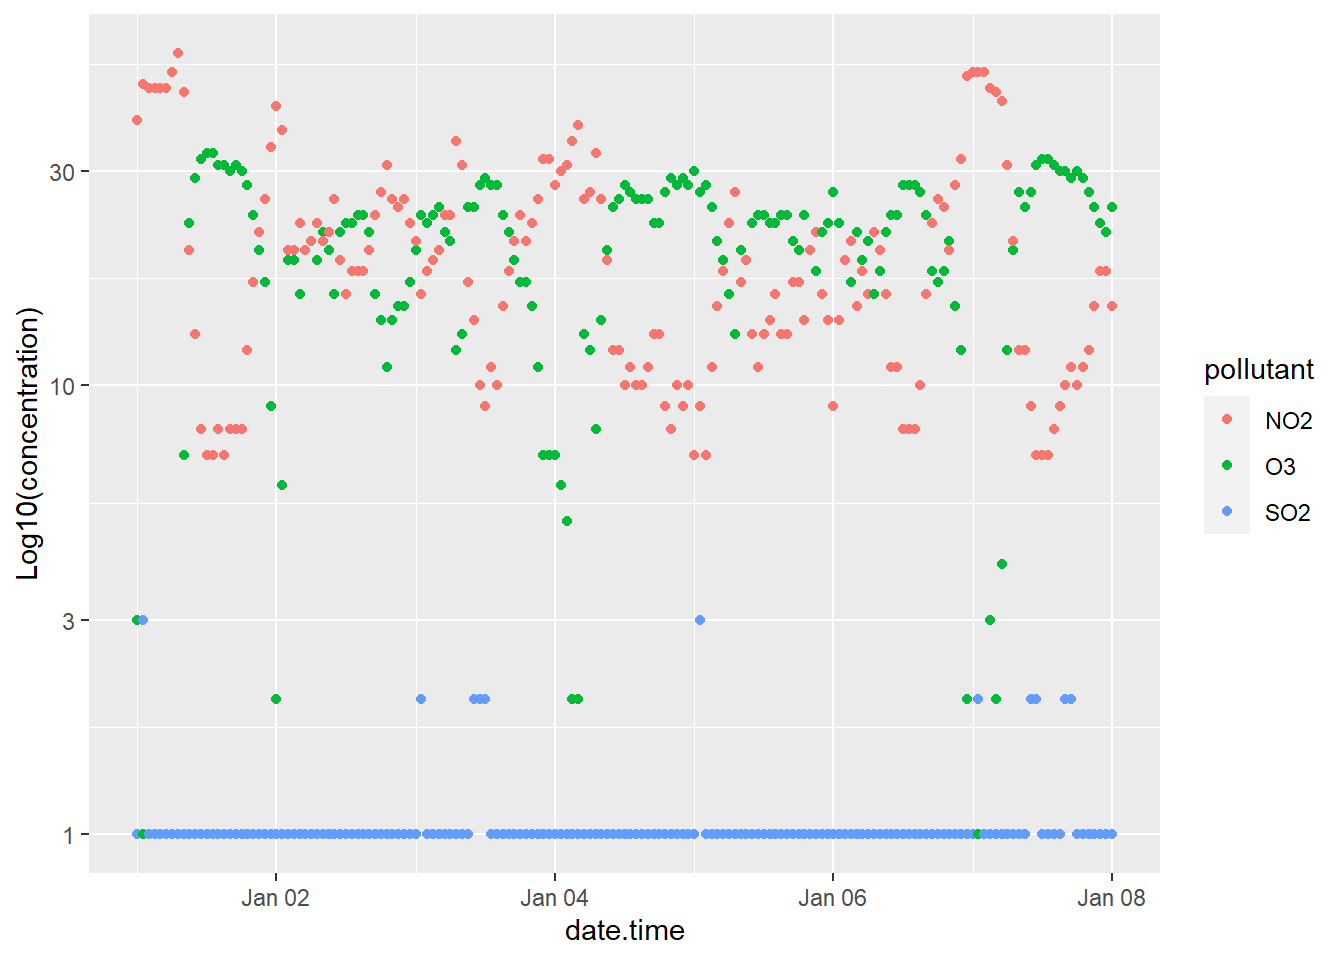 30
10
3
1
Log10(concentration)
Jan 02
Jan 04
Jan 06
Jan 08
date.time
pollutant
NO2
O3
SO2